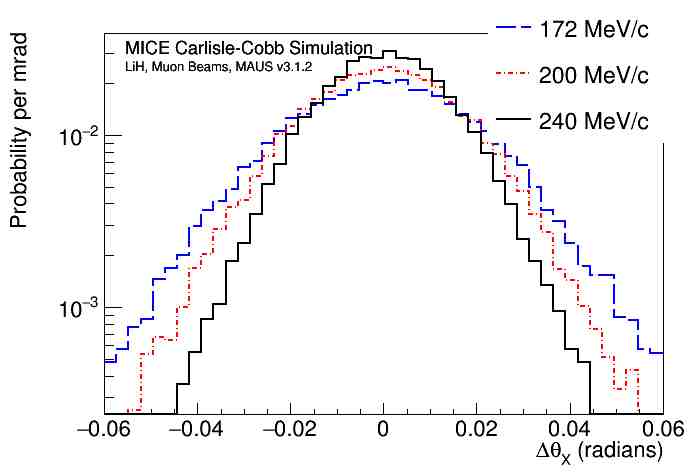 172 MeV/c
200 MeV/c
240 MeV/c
MICE Carlisle-Cobb Simulation
LiH, Muon Beams, MAUS v3.1.2
Probability per mrad
10⁻²
10⁻³
−0.06 −0.04 −0.02 0 0.02 0.04 0.06
Δθ_X (radians)